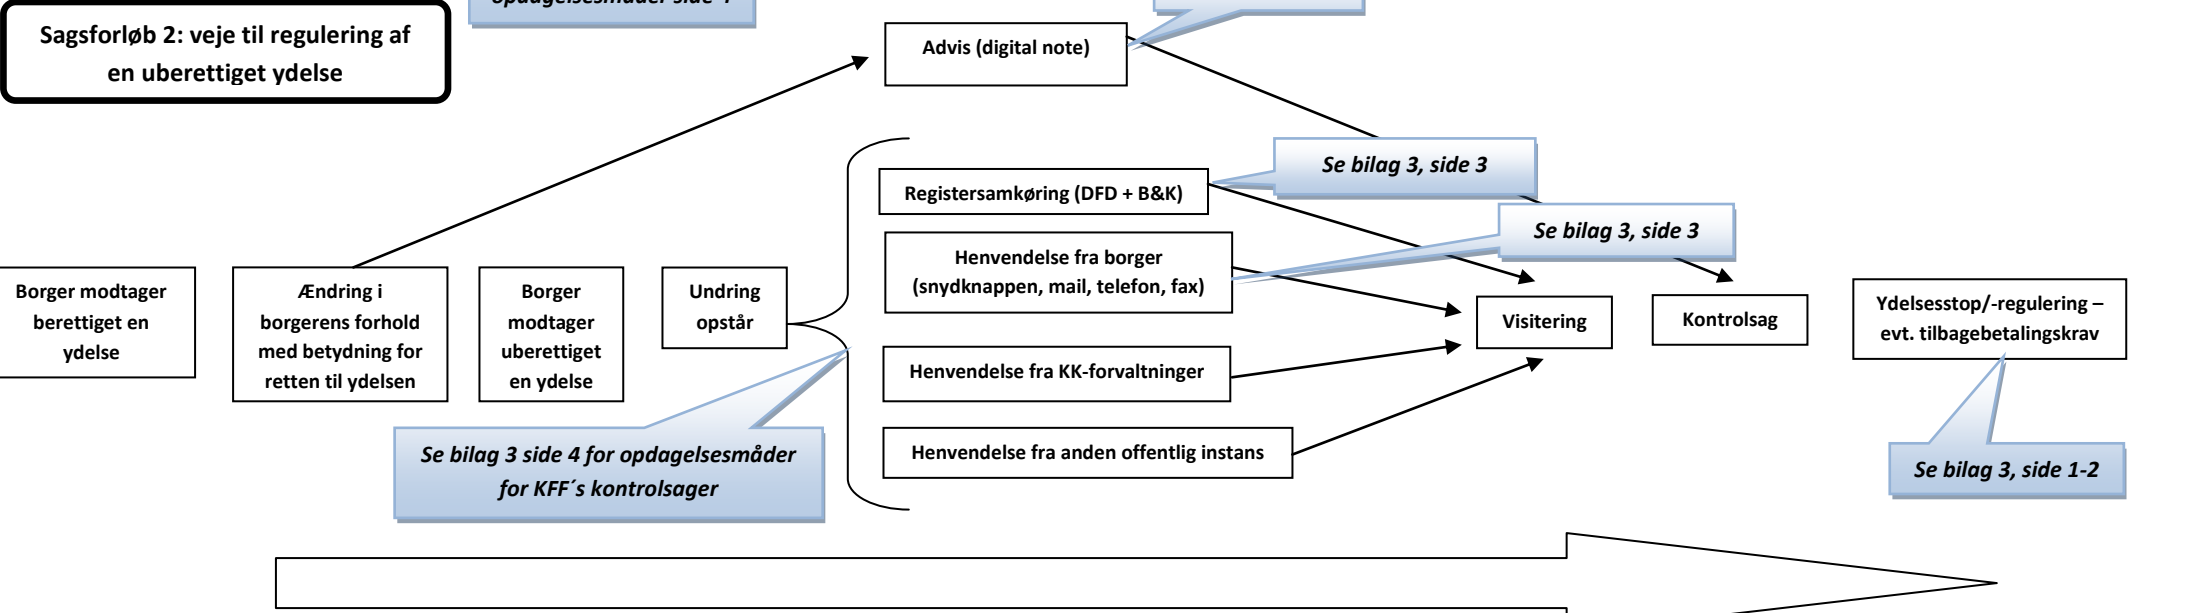 opdagelsesmåder side 4
Sagsforløb 2: veje til regulering af
en uberettiget ydelse
Advis (digital note)
Se bilag 3, side 3
Registersamkøring (DFD + B&K)
Se bilag 3, side 3
Henvendelse fra borger
(snydknappen, mail, telefon, fax)
Borger modtager
berettiget en
ydelse
Ændring i
borgerens forhold
med betydning for
retten til ydelsen
Borger
modtager
uberettiget
en ydelse
Undring
opstår
Visitering
Kontrolsag
Ydelsesstop/-regulering –
evt. tilbagebetalingskrav
Henvendelse fra KK-forvaltninger
Henvendelse fra anden offentlig instans
Se bilag 3 side 4 for opdagelsesmåder
for KFF´s kontrolsager
Se bilag 3, side 1-2